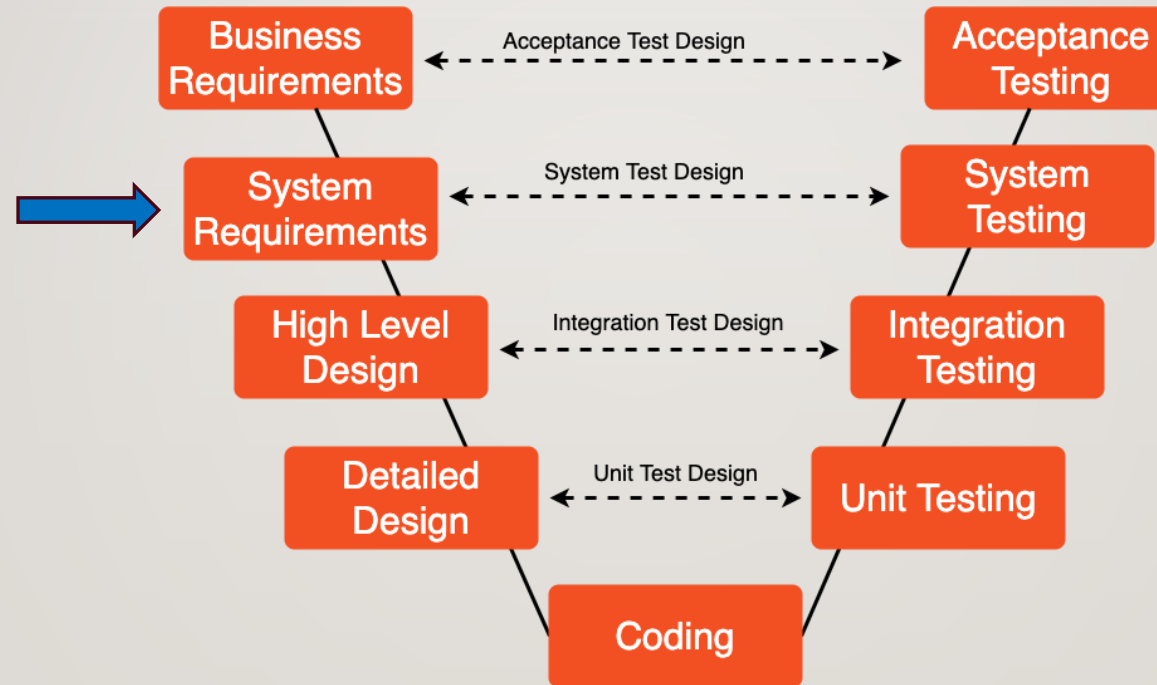 Business
Requirements
Acceptance Test Design
Acceptance
Testing
System
Requirements
System Test Design
System
Testing
High Level
Design
Integration Test Design
Integration
Testing
Detailed
Design
Unit Test Design
Unit Testing
Coding